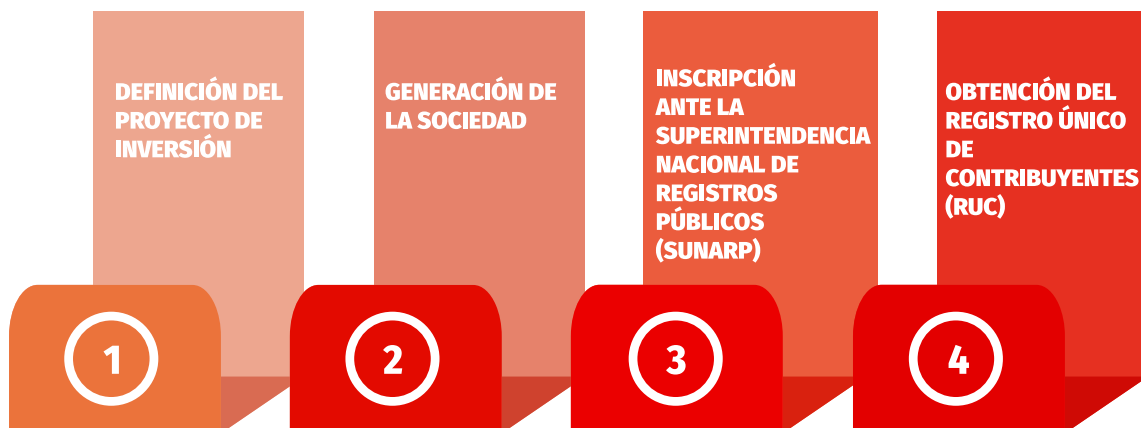 DEFINICIÓN DEL
PROYECTO DE
INVERSIÓN
1
GENERACIÓN DE
LA SOCIEDAD
2
INSCRIPCIÓN
ANTE LA
SUPERINTENDENCIA
NACIONAL DE
REGISTROS
PÚBLICOS
(SUNARP)
3
OBTENCIÓN DEL
REGISTRO ÚNICO
DE
CONTRIBUYENTES
(RUC)
4